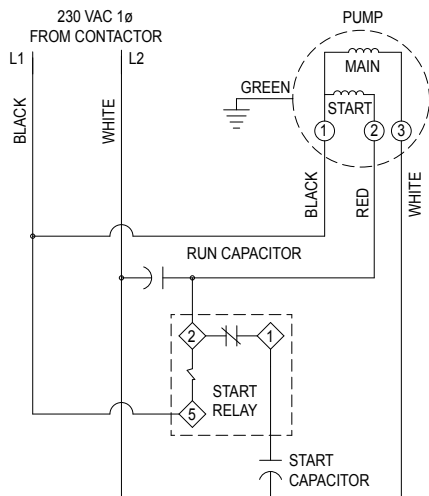 230 VAC 1ø
FROM CONTACTOR
L1
L2
PUMP
MAIN
GREEN
START
1
2
3
BLACK
WHITE
BLACK
RED
WHITE
RUN CAPACITOR
2
1
START
RELAY
5
START
CAPACITOR